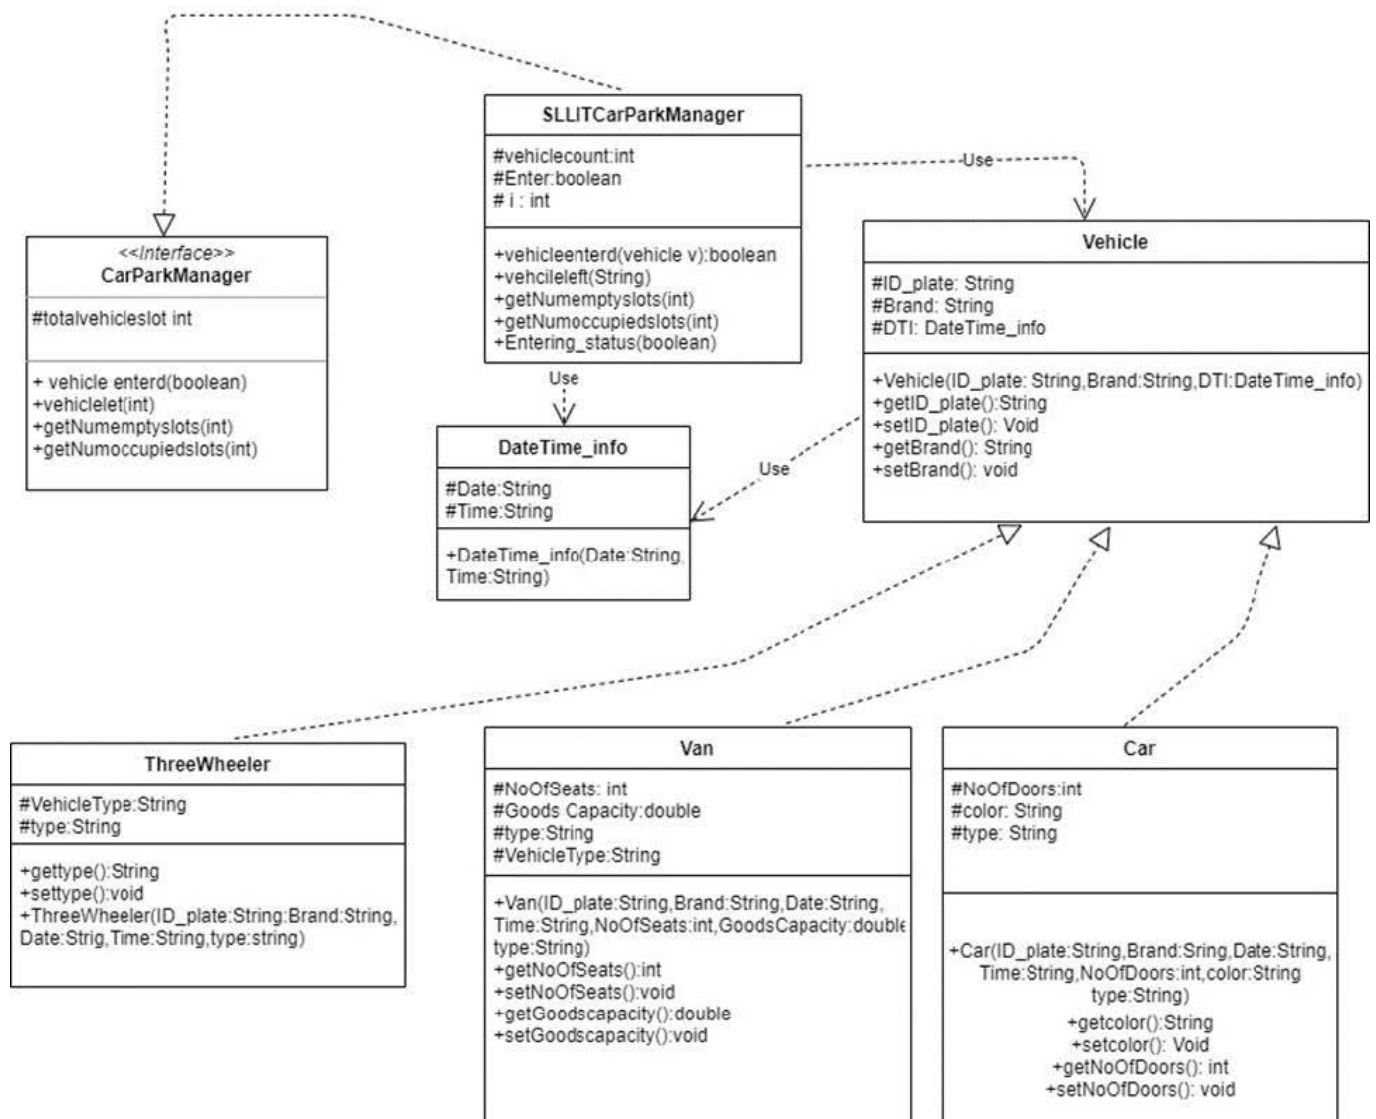 SLLITCarParkManager
#vehiclecount:int
#Enter:boolean
# i : int
+vehicleenterd(vehicle v):boolean
+vehcileleft(String)
+getNumemptyslots(int)
+getNumoccupiedslots(int)
+Entering_status(boolean)
Use
<<Interface>>
CarParkManager
#totalvehicleslot int
+ vehicle enterd(boolean)
+vehiclelet(int)
+getNumemptyslots(int)
+getNumoccupiedslots(int)
Vehicle
#ID_plate: String
#Brand: String
#DTI: DateTime_info
+Vehicle(ID_plate: String,Brand:String,DTI:DateTime_info)
+getID_plate():String
+setID_plate(): Void
+getBrand(): String
+setBrand(): void
Use
DateTime_info
#Date:String
#Time:String
+DateTime_info(Date:String,
Time:String)
Use
ThreeWheeler
#VehicleType:String
#type:String
+gettype():String
+settype():void
+ThreeWheeler(ID_plate:String:Brand:String,
Date:Strig,Time:String,type:string)
Van
#NoOfSeats: int
#Goods Capacity:double
#type:String
#VehicleType:String
+Van(ID_plate:String,Brand:String,Date:String,
Time:String,NoOfSeats:int,GoodsCapacity:double
type:String)
+getNoOfSeats():int
+setNoOfSeats():void
+getGoodscapacity():double
+setGoodscapacity():void
Car
#NoOfDoors:int
#color: String
#type: String
+Car(ID_plate:String,Brand:Sring,Date:String,
Time:String,NoOfDoors:int,color:String
type:String)
+getcolor():String
+setcolor(): Void
+getNoOfDoors(): int
+setNoOfDoors(): void